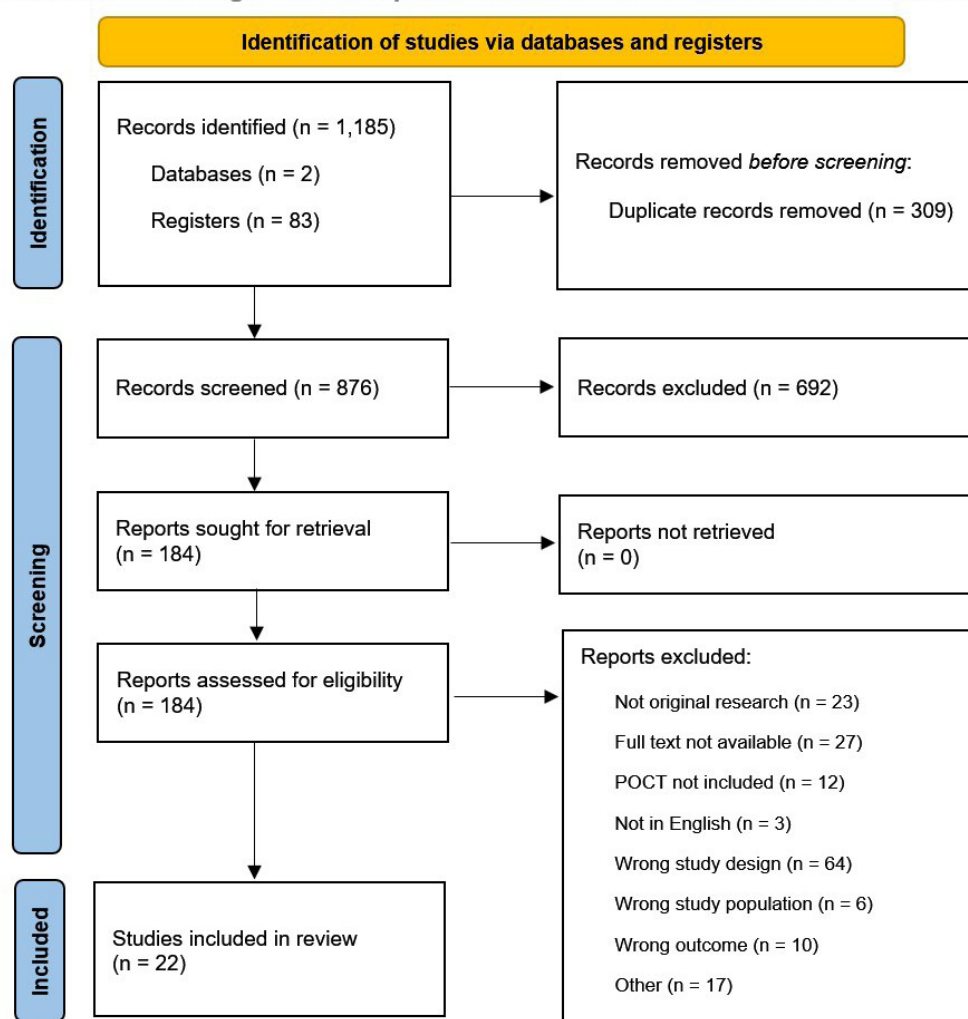 Identification of studies via databases and registers
Identification
Records identified (n = 1,185)
Databases (n = 2)
Registers (n = 83)
Records removed before screening:
Duplicate records removed (n = 309)
Screening
Records screened (n = 876)
Records excluded (n = 692)
Reports sought for retrieval
(n = 184)
Reports not retrieved
(n = 0)
Reports assessed for eligibility
(n = 184)
Reports excluded:
Not original research (n = 23)
Full text not available (n = 27)
POCT not included (n = 12)
Not in English (n = 3)
Wrong study design (n = 64)
Wrong study population (n = 6)
Wrong outcome (n = 10)
Other (n = 17)
Included
Studies included in review
(n = 22)